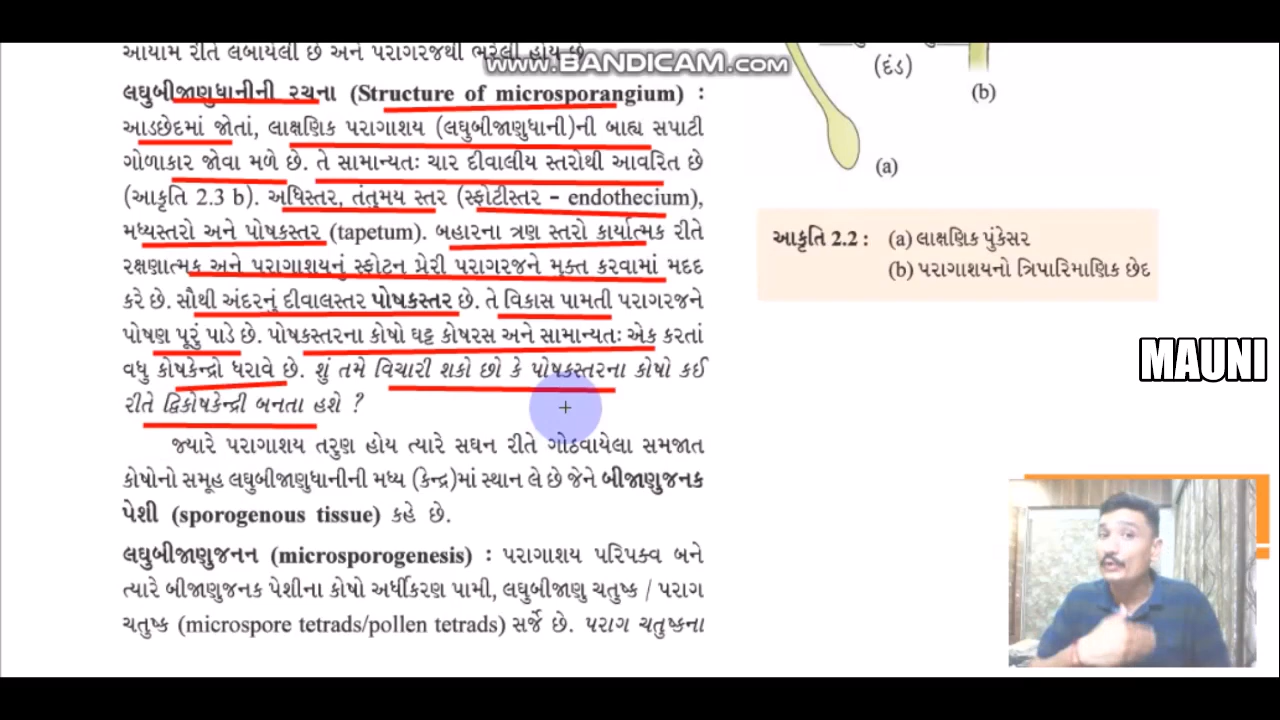 આયામ રીતે લંબાયેલી છે અને પરાગરજથી ભરેલી હોય છે
www.BANDICAM.com
લઘુબીજાણુધાનીની રચના (Structure of microsporangium) :
આડછેદમાં જોતાં, લાક્ષણિક પરાગાશય (લઘુબીજાણુધાની)ની બાહ્ય સપાટી
ગોળાકાર જોવા મળે છે. તે સામાન્યતઃ ચાર દીવાલીય સ્તરોથી આવરિત છે
(આકૃતિ 2.3 b). અધિસ્તર, તંતુમય સ્તર (સ્ફોટીસ્તર – endothecium),
મધ્યસ્તરો અને પોષકસ્તર (tapetum). બહારના ત્રણ સ્તરો કાર્યાત્મક રીતે
રક્ષણાત્મક અને પરાગાશયનું સ્ફોટન પ્રેરી પરાગરજને મુક્ત કરવામાં મદદ
કરે છે. સૌથી અંદરનું દીવાલસ્તર પોષકસ્તર છે. તે વિકાસ પામતી પરાગરજને
પોષણ પૂરું પાડે છે. પોષકસ્તરના કોષો ઘટ્ટ કોષરસ અને સામાન્યતઃ એક કરતાં
વધુ કોષકેન્દ્રો ધરાવે છે. શું તમે વિચારી શકો છો કે પોષકસ્તરના કોષો કઈ
રીતે દ્વિકોષકેન્દ્રી બનતા હશે ?
જ્યારે પરાગાશય તરુણ હોય ત્યારે સઘન રીતે ગોઠવાયેલા સમજાત
કોષોનો સમૂહ લઘુબીજાણુધાનીની મધ્ય (કેન્દ્ર)માં સ્થાન લે છે જેને બીજાણુજનક
પેશી (sporogenous tissue) કહે છે.
લઘુબીજાણુજનન (microsporogenesis) : પરાગાશય પરિપક્વ બને
ત્યારે બીજાણુજનક પેશીના કોષો અર્ધીકરણ પામી, લઘુબીજાણુ ચતુષ્ક / પરાગ
ચતુષ્ક (microspore tetrads/pollen tetrads) સર્જે છે. પરાગ ચતુષ્કના
(દંડ)
(b)
(a)
આકૃતિ 2.2: (a) લાક્ષણિક પુંકેસર
(b) પરાગાશયનો ત્રિપારિમાણિક છેદ
MAUNI